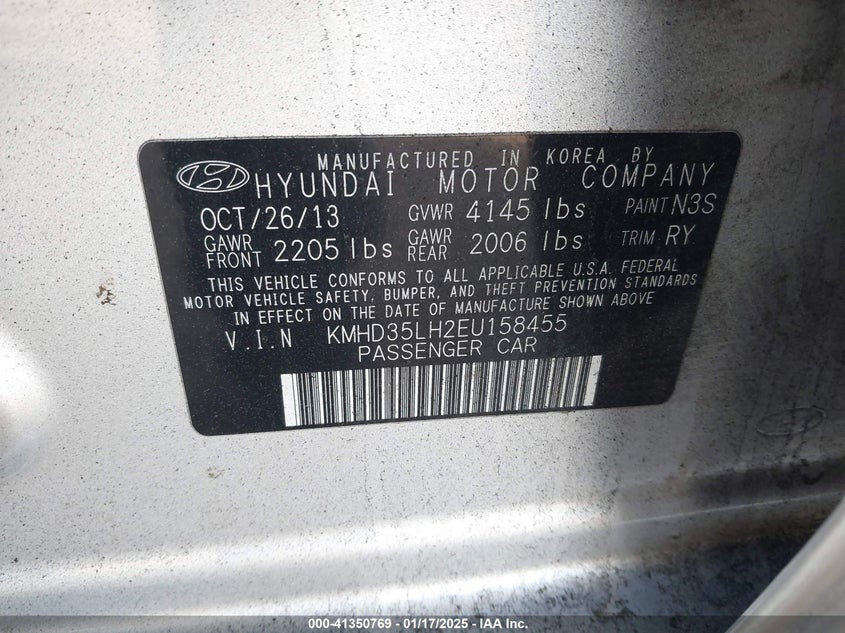 MANUFACTURED IN KOREA BY
HYUNDAI MOTOR COMPANY
OCT/26/13 GVWR 4145 lbs PAINT N3S
GAWR FRONT 2205 lbs GAWR REAR 2006 lbs TRIM RY
THIS VEHICLE CONFORMS TO ALL APPLICABLE U.S.A. FEDERAL
MOTOR VEHICLE SAFETY, BUMPER, AND THEFT PREVENTION STANDARDS
IN EFFECT ON THE DATE OF MANUFACTURE SHOWN ABOVE
V.I.N KMHD35LH2EU158455
PASSENGER CAR
000-41350769 - 01/17/2025 - IAA Inc.